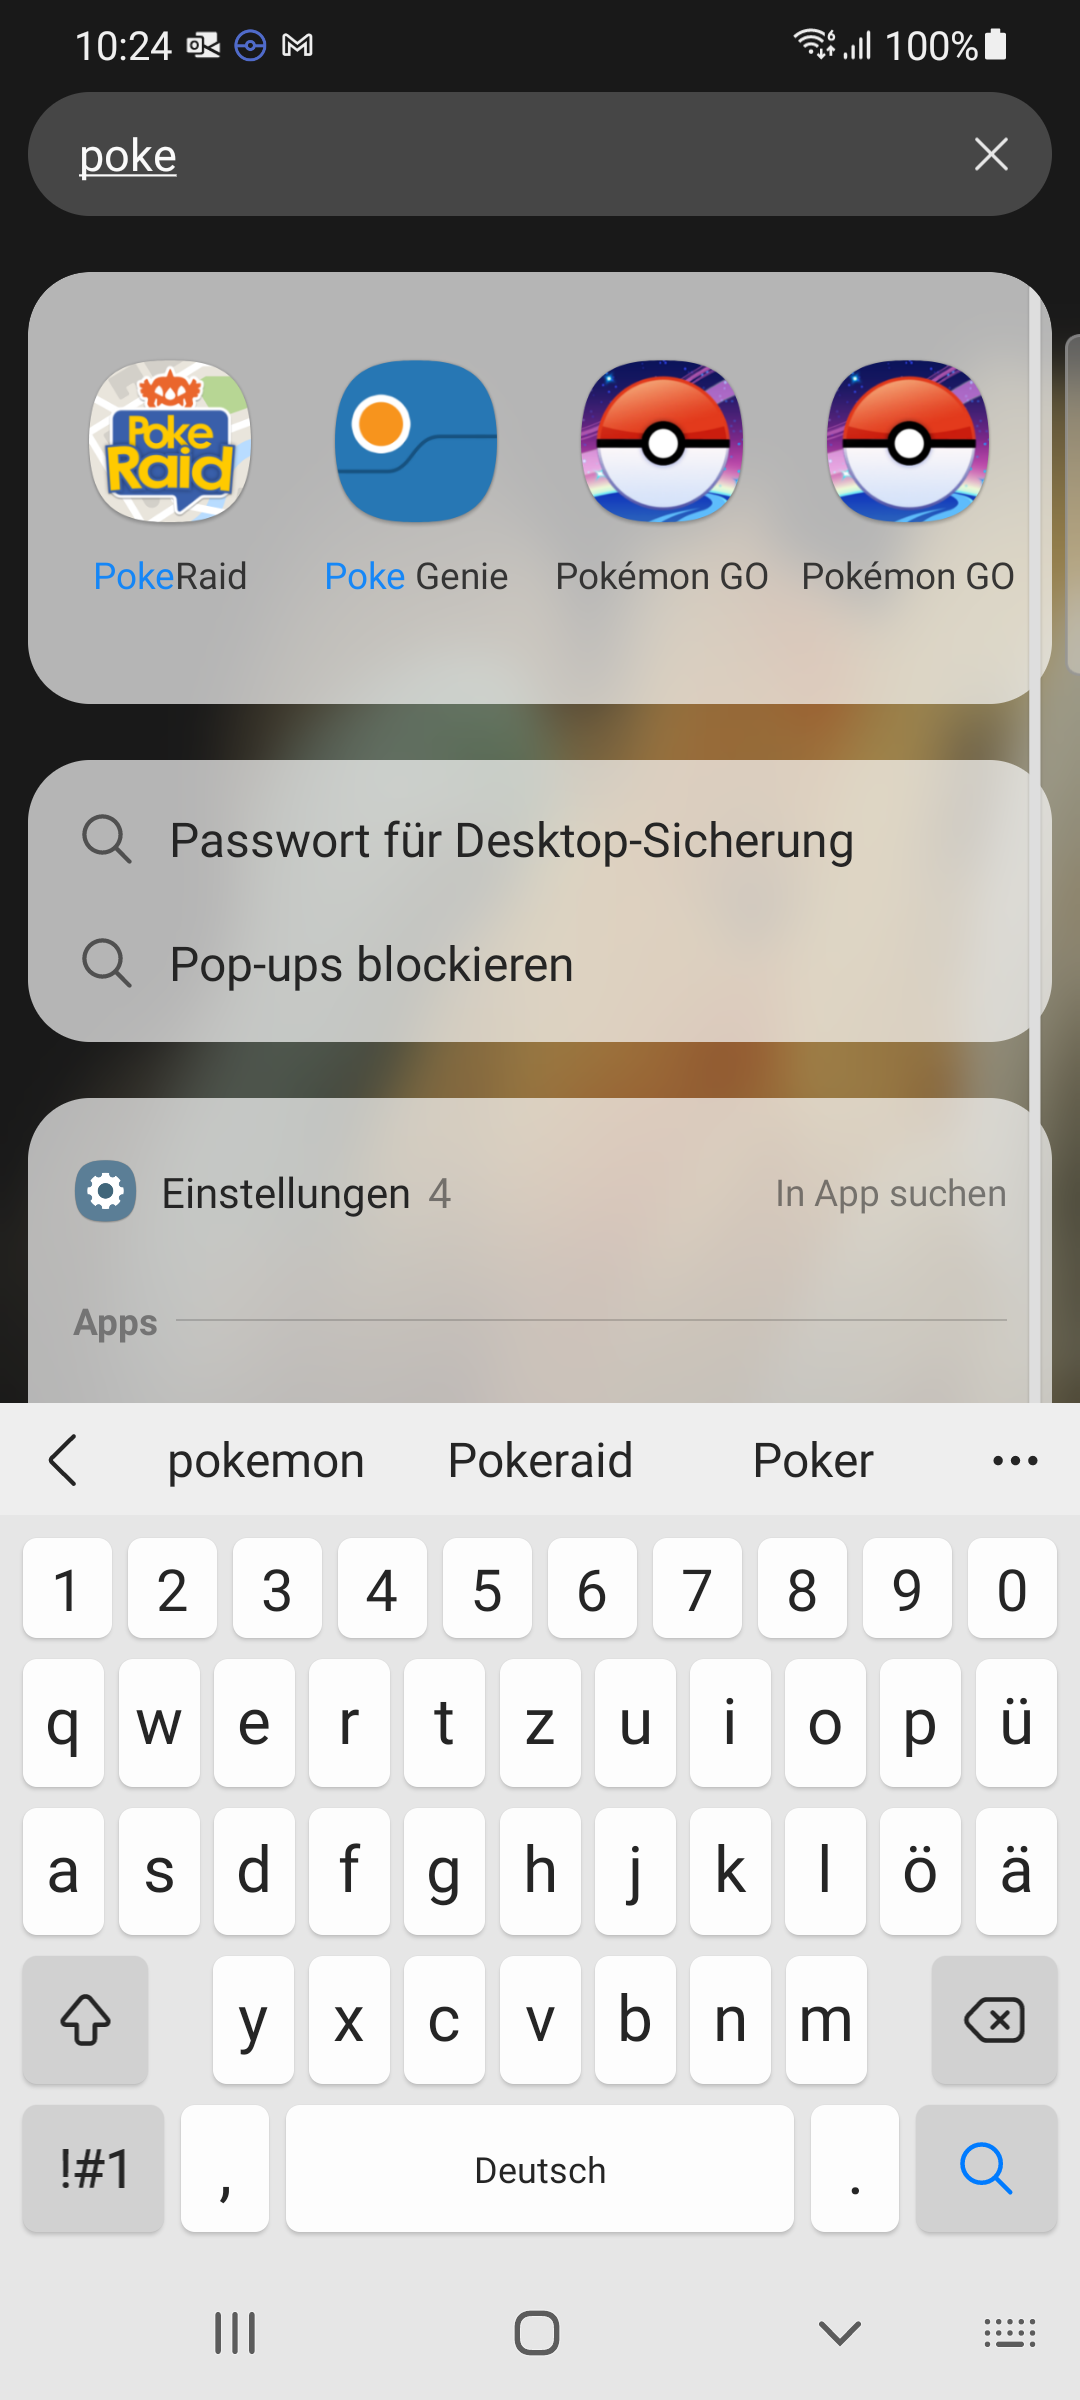 10:24
6
100%
poke
Poke
Raid
PokeRaid
Poke Genie
Pokémon GO
Pokémon GO
Passwort für Desktop-Sicherung
Pop-ups blockieren
Einstellungen 4
In App suchen
Apps
pokemon
Pokeraid
Poker
1 2 3 4 5 6 7 8 9 0
q w e r t z u i o p ü
a s d f g h j k l ö ä
y x c v b n m
!#1 , Deutsch .